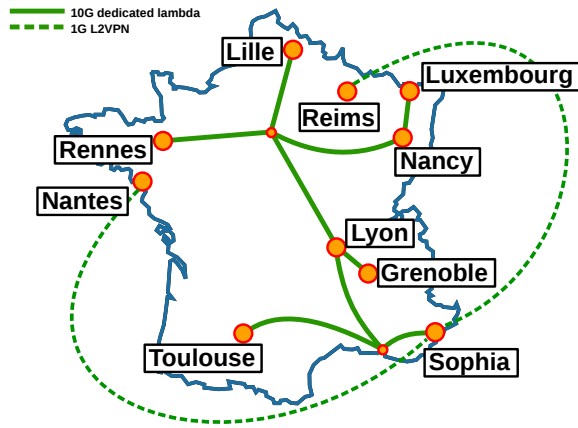 10G dedicated lambda
1G L2VPN
Lille
Luxembourg
Reims
Rennes
Nancy
Nantes
Lyon
Grenoble
Toulouse
Sophia